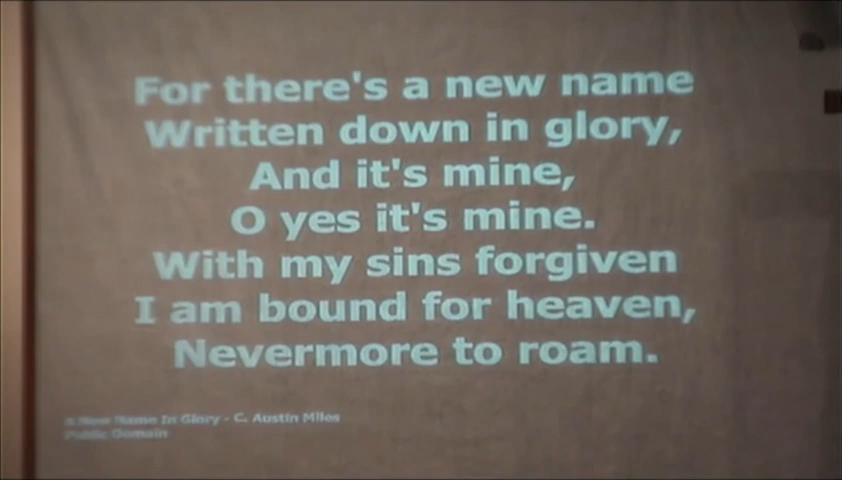 For there's a new name
Written down in glory,
And it's mine,
O yes it's mine.
With my sins forgiven
I am bound for heaven,
Nevermore to roam.
A New Name In Glory - C. Austin Miles
Public Domain